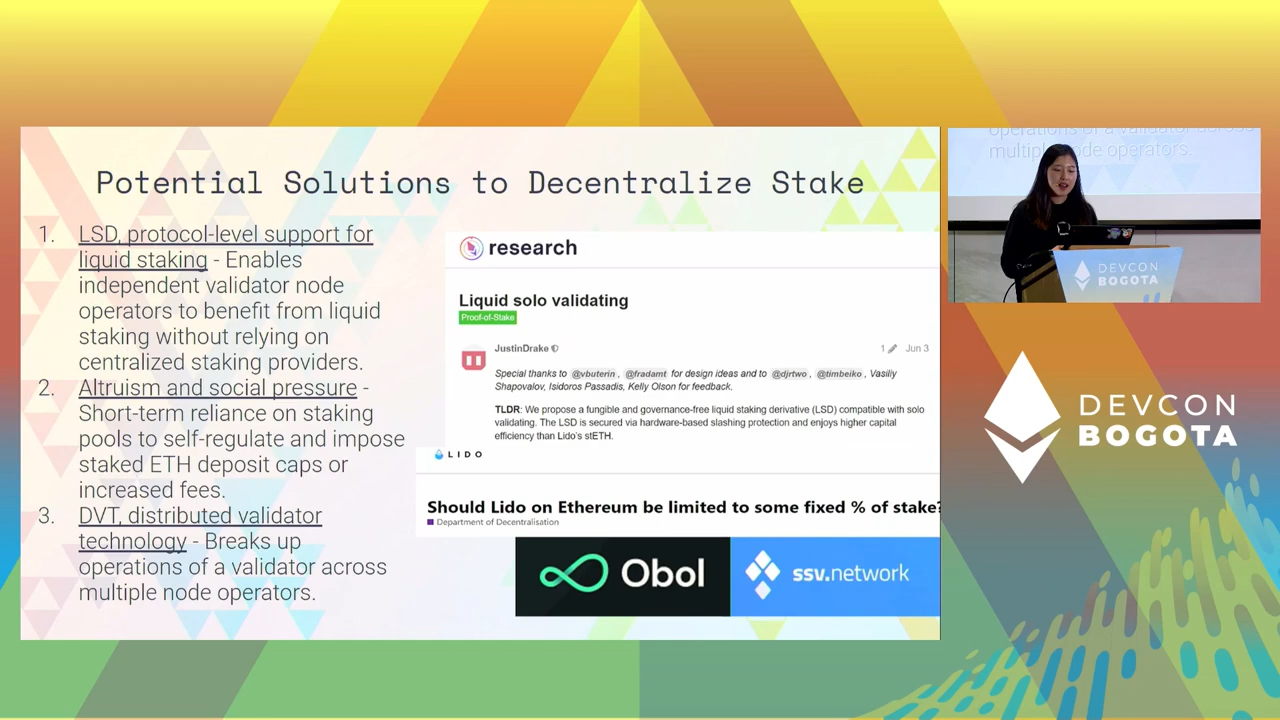 Potential Solutions to Decentralize Stake
1. LSD, protocol-level support for
liquid staking - Enables
independent validator node
operators to benefit from liquid
staking without relying on
centralized staking providers.
2. Altruism and social pressure -
Short-term reliance on staking
pools to self-regulate and impose
staked ETH deposit caps or
increased fees.
3. DVT, distributed validator
technology - Breaks up
operations of a validator across
multiple node operators.
research
Liquid solo validating
Proof-of-Stake
JustinDrake
1
Jun 3
Special thanks to @vbuterin, @fradamt for design ideas and to @djrtwo, @timbeiko, Vasiliy
Shapovalov, Isidoros Passadis, Kelly Olson for feedback.
TLDR: We propose a fungible and governance-free liquid staking derivative (LSD) compatible with solo
validating. The LSD is secured via hardware-based slashing protection and enjoys higher capital
efficiency than Lido's stETH.
LIDO
Should Lido on Ethereum be limited to some fixed % of stake?
Department of Decentralisation
Obol
ssv.network
operations of a validator across
multiple node operators.
DEVCON
BOGOTA
DEVCON
BOGOTA